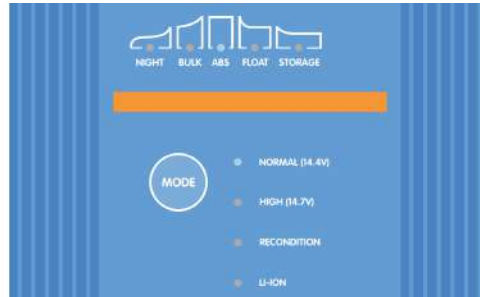 NIGHT BULK ABS FLOAT STORAGE
NORMAL (14.4V)
MODE
HIGH (14.7V)
RECONDITION
LI-ION